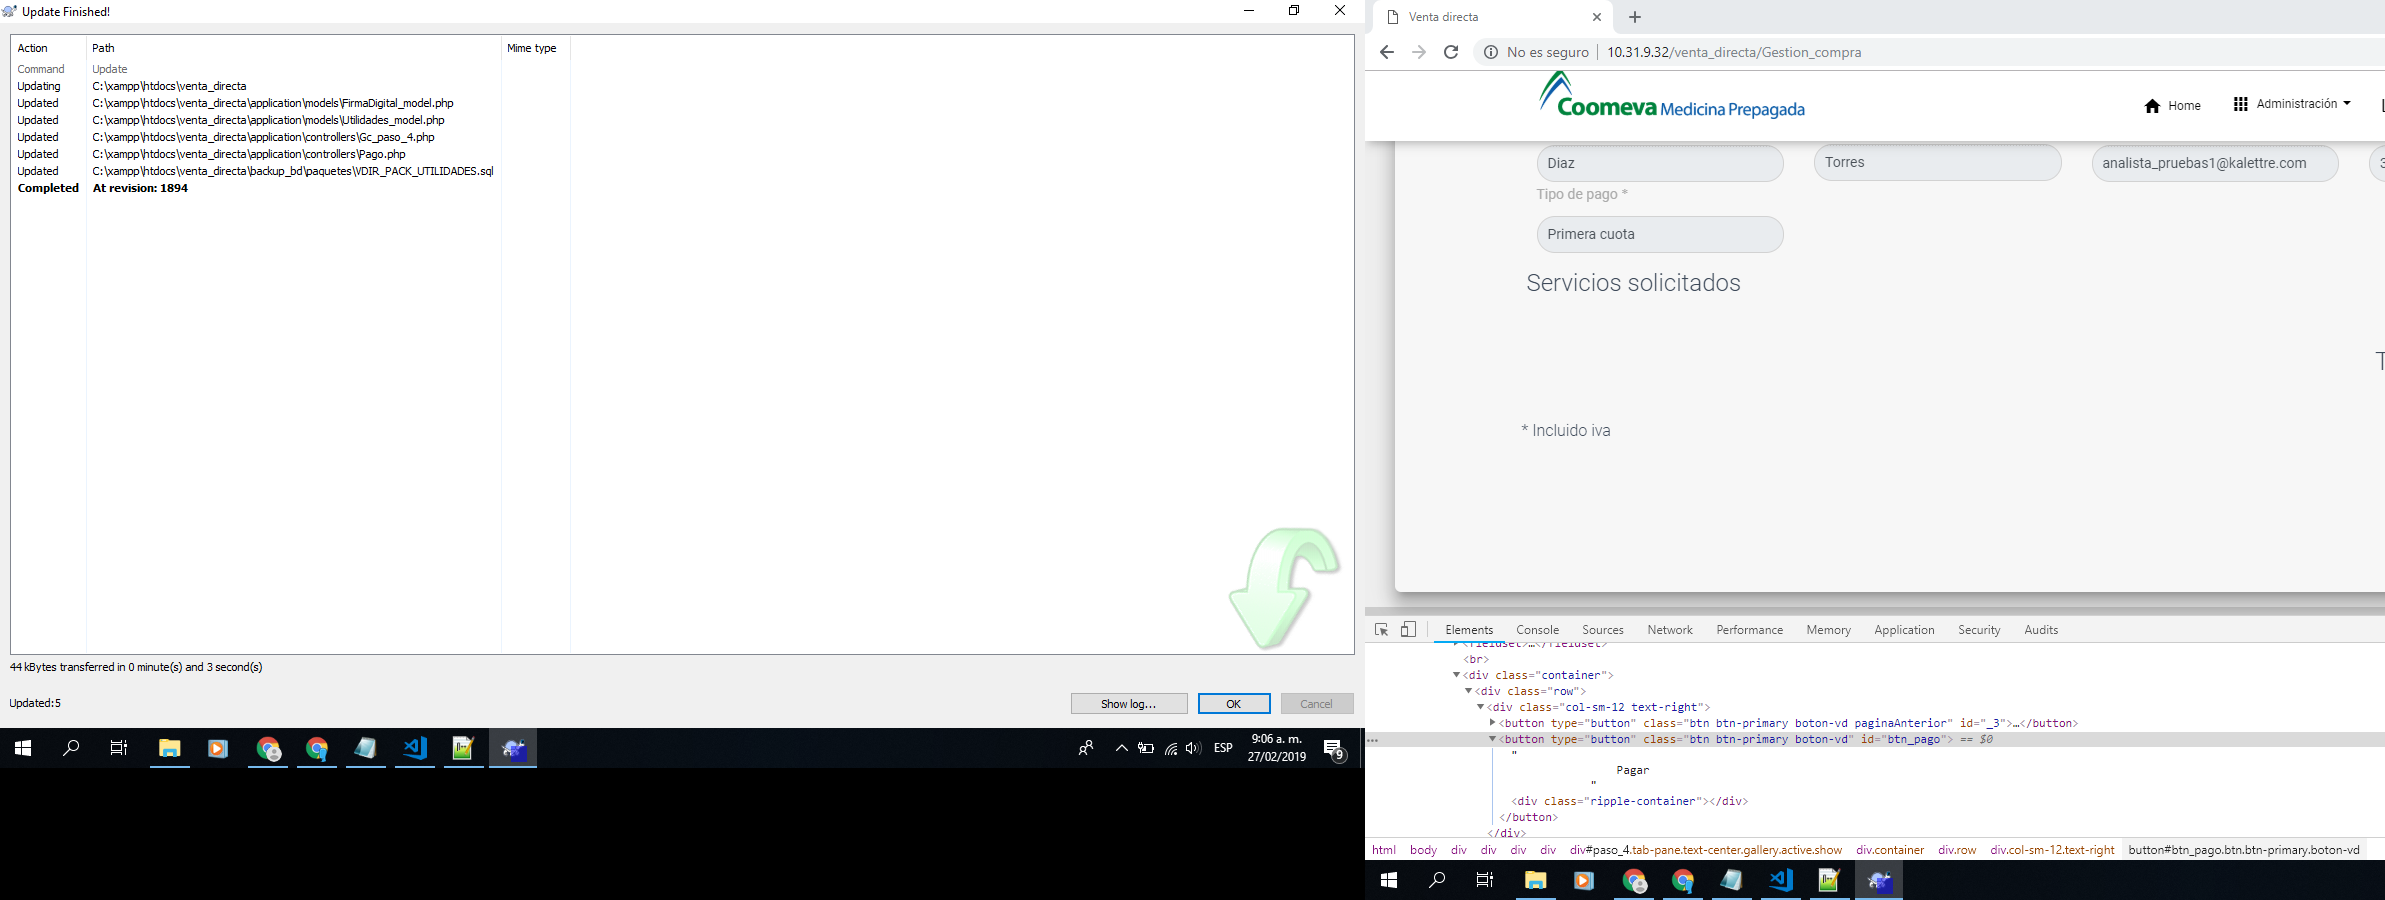 Update Finished!
Action Path Mime type
Command Update
Updating C:\xampp\htdocs\venta_directa
Updated C:\xampp\htdocs\venta_directa\application\models\FirmaDigital_model.php
Updated C:\xampp\htdocs\venta_directa\application\models\Utilidades_model.php
Updated C:\xampp\htdocs\venta_directa\application\controllers\Gc_paso_4.php
Updated C:\xampp\htdocs\venta_directa\application\controllers\Pago.php
Updated C:\xampp\htdocs\venta_directa\backup_bd\paquetes\VDIR_PACK_UTILIDADES.sql
Completed At revision: 1894
44 kBytes transferred in 0 minute(s) and 3 second(s)
Updated:5
Show log... OK Cancel
ESP
9:06 a. m.
27/02/2019
9
Venta directa
No es seguro 10.31.9.32/venta_directa/Gestion_compra
Coomeva Medicina Prepagada
Home Administración
Diaz Torres analista_pruebas1@kalettre.com 3
Tipo de pago *
Primera cuota
Servicios solicitados
T
* Incluido iva
Elements Console Sources Network Performance Memory Application Security Audits
<fieldset>…</fieldset>
<br>
<div class="container">
<div class="row">
<div class="col-sm-12 text-right">
<button type="button" class="btn btn-primary boton-vd paginaAnterior" id="_3">…</button>
<button type="button" class="btn btn-primary boton-vd" id="btn_pago"> == $0
"
Pagar
"
<div class="ripple-container"></div>
</button>
</div>
html body div div div div div#paso_4.tab-pane.text-center.gallery.active.show div.container div.row div.col-sm-12.text-right button#btn_pago.btn.btn-primary.boton-vd